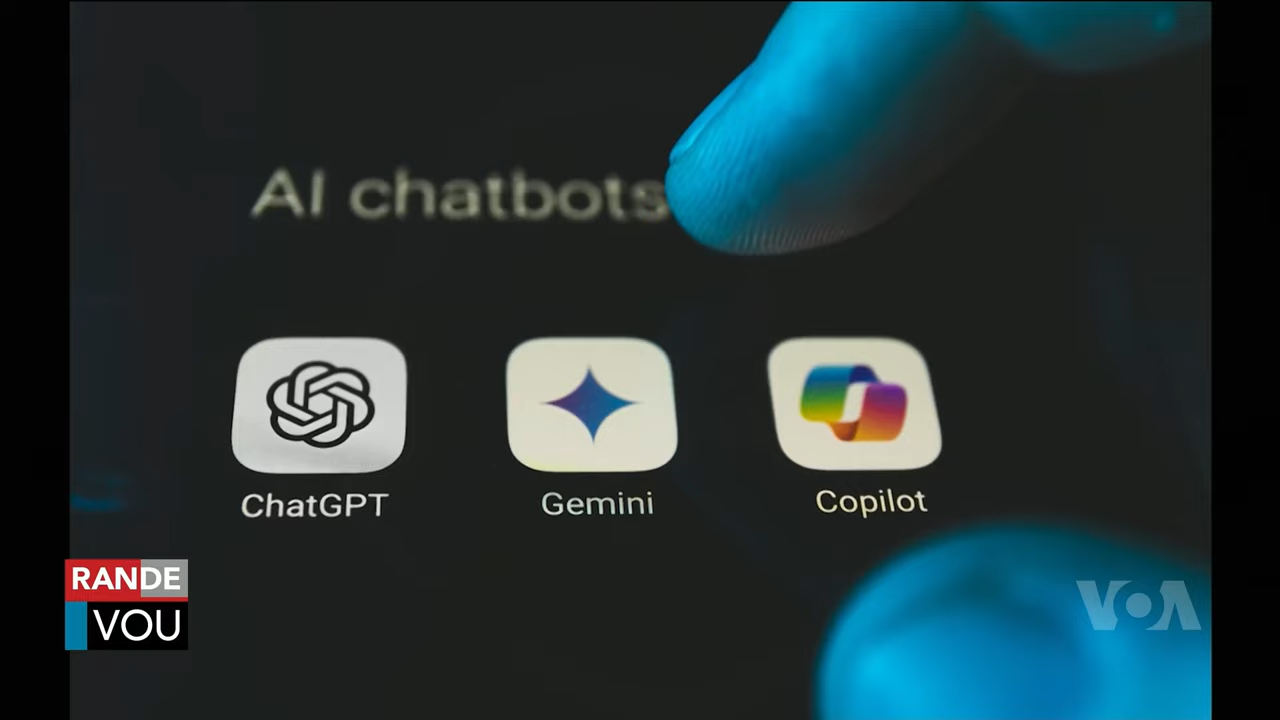 AI chatbots
ChatGPT
Gemini
Copilot
RANDE
VOU
VOA